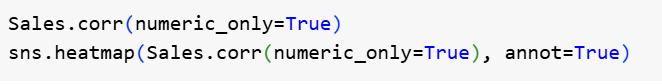 Sales.corr(numeric_only=True)
sns.heatmap(Sales.corr(numeric_only=True), annot=True)